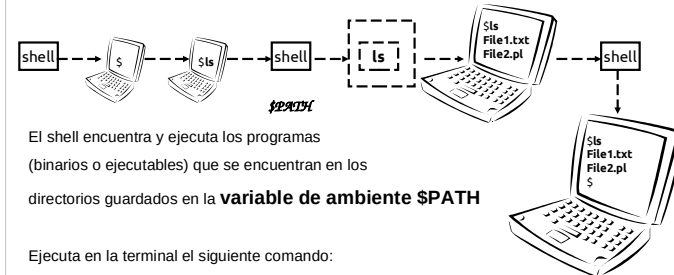 shell
$
$ls
shell
ls
$ls
File1.txt
File2.pl
shell
$PATH
$ls
File1.txt
File2.pl
$
El shell encuentra y ejecuta los programas
(binarios o ejecutables) que se encuentran en los
directorios guardados en la variable de ambiente $PATH
Ejecuta en la terminal el siguiente comando: